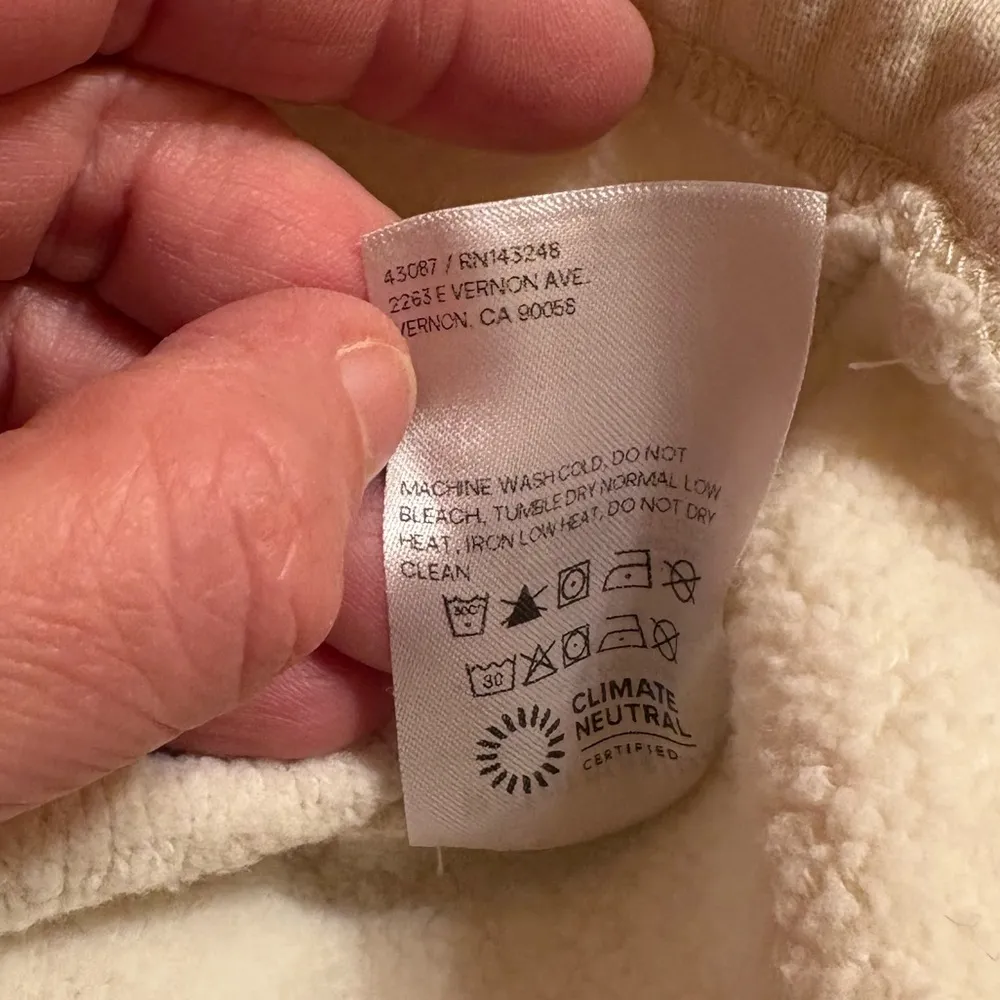 43087 / RN143248
2263 E VERNON AVE.
VERNON, CA 90058
MACHINE WASH COLD, DO NOT
BLEACH, TUMBLE DRY NORMAL LOW
HEAT, IRON LOW HEAT, DO NOT DRY
CLEAN
30C
30
CLIMATE
NEUTRAL
CERTIFIED